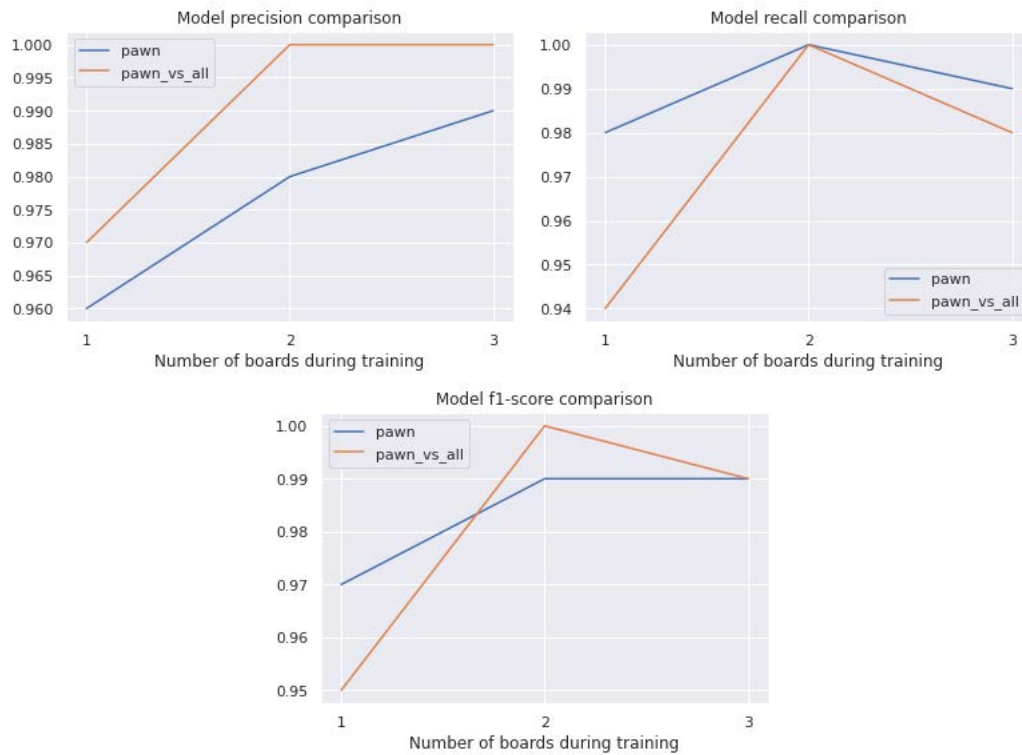 Model precision comparison
pawn
pawn_vs_all
1.000
0.995
0.990
0.985
0.980
0.975
0.970
0.965
0.960
1 2 3
Number of boards during training
Model recall comparison
1.00
0.99
0.98
0.97
0.96
0.95
0.94
pawn
pawn_vs_all
1 2 3
Number of boards during training
Model f1-score comparison
pawn
pawn_vs_all
1.00
0.99
0.98
0.97
0.96
0.95
1 2 3
Number of boards during training